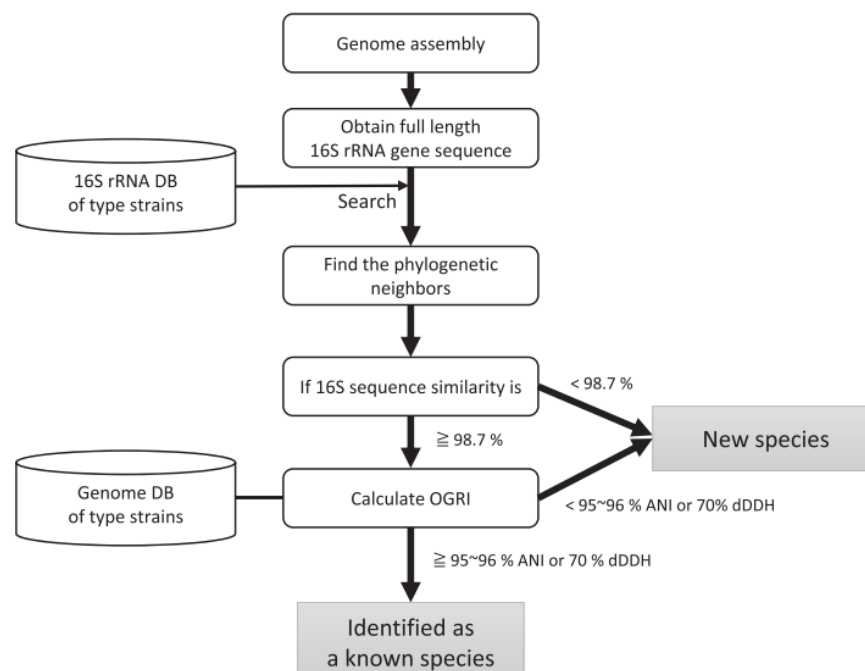 Genome assembly
Obtain full length
16S rRNA gene sequence
16S rRNA DB
of type strains
Search
Find the phylogenetic
neighbors
If 16S sequence similarity is
< 98.7 %
≧ 98.7 %
New species
Genome DB
of type strains
Calculate OGRI
< 95~96 % ANI or 70% dDDH
≧ 95~96 % ANI or 70 % dDDH
Identified as
a known species